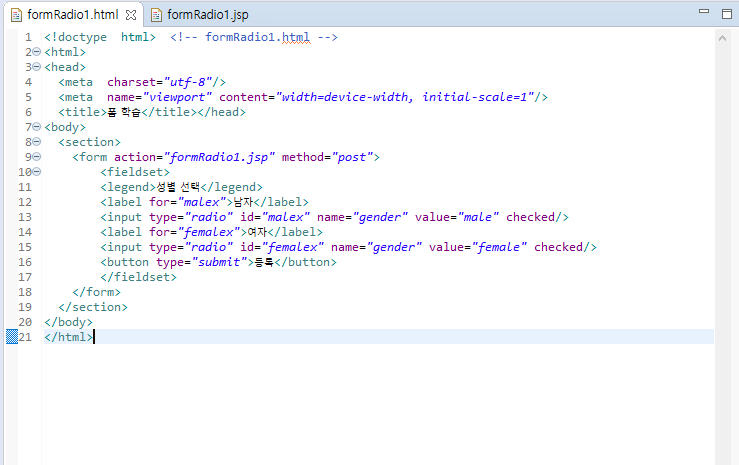 formRadio1.html formRadio1.jsp
1 <!doctype  html>  <!-- formRadio1.html -->
2 <html>
3 <head>
4   <meta  charset="utf-8"/>
5   <meta  name="viewport" content="width=device-width, initial-scale=1"/>
6   <title>폼 학습</title></head>
7 <body>
8   <section>
9     <form action="formRadio1.jsp" method="post">
10         <fieldset>
11         <legend>성별 선택</legend>
12         <label for="malex">남자</label>
13         <input type="radio" id="malex" name="gender" value="male" checked/>
14         <label for="femalex">여자</label>
15         <input type="radio" id="femalex" name="gender" value="female" checked/>
16         <button type="submit">등록</button>
17         </fieldset>
18     </form>
19   </section>
20 </body>
21 </html>